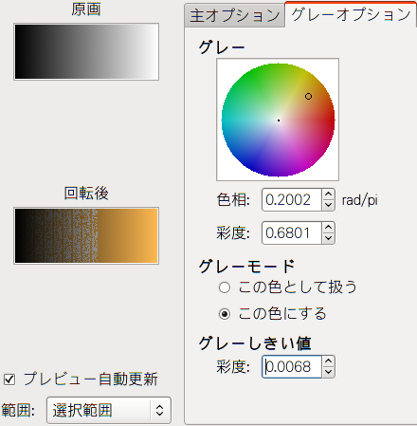 原画
回転後
プレビュー自動更新
範囲: 選択範囲
主オプション グレーオプション
グレー
色相: 0.2002 rad/pi
彩度: 0.6801
グレーモード
この色として扱う
この色にする
グレーしきい値
彩度: 0.0068